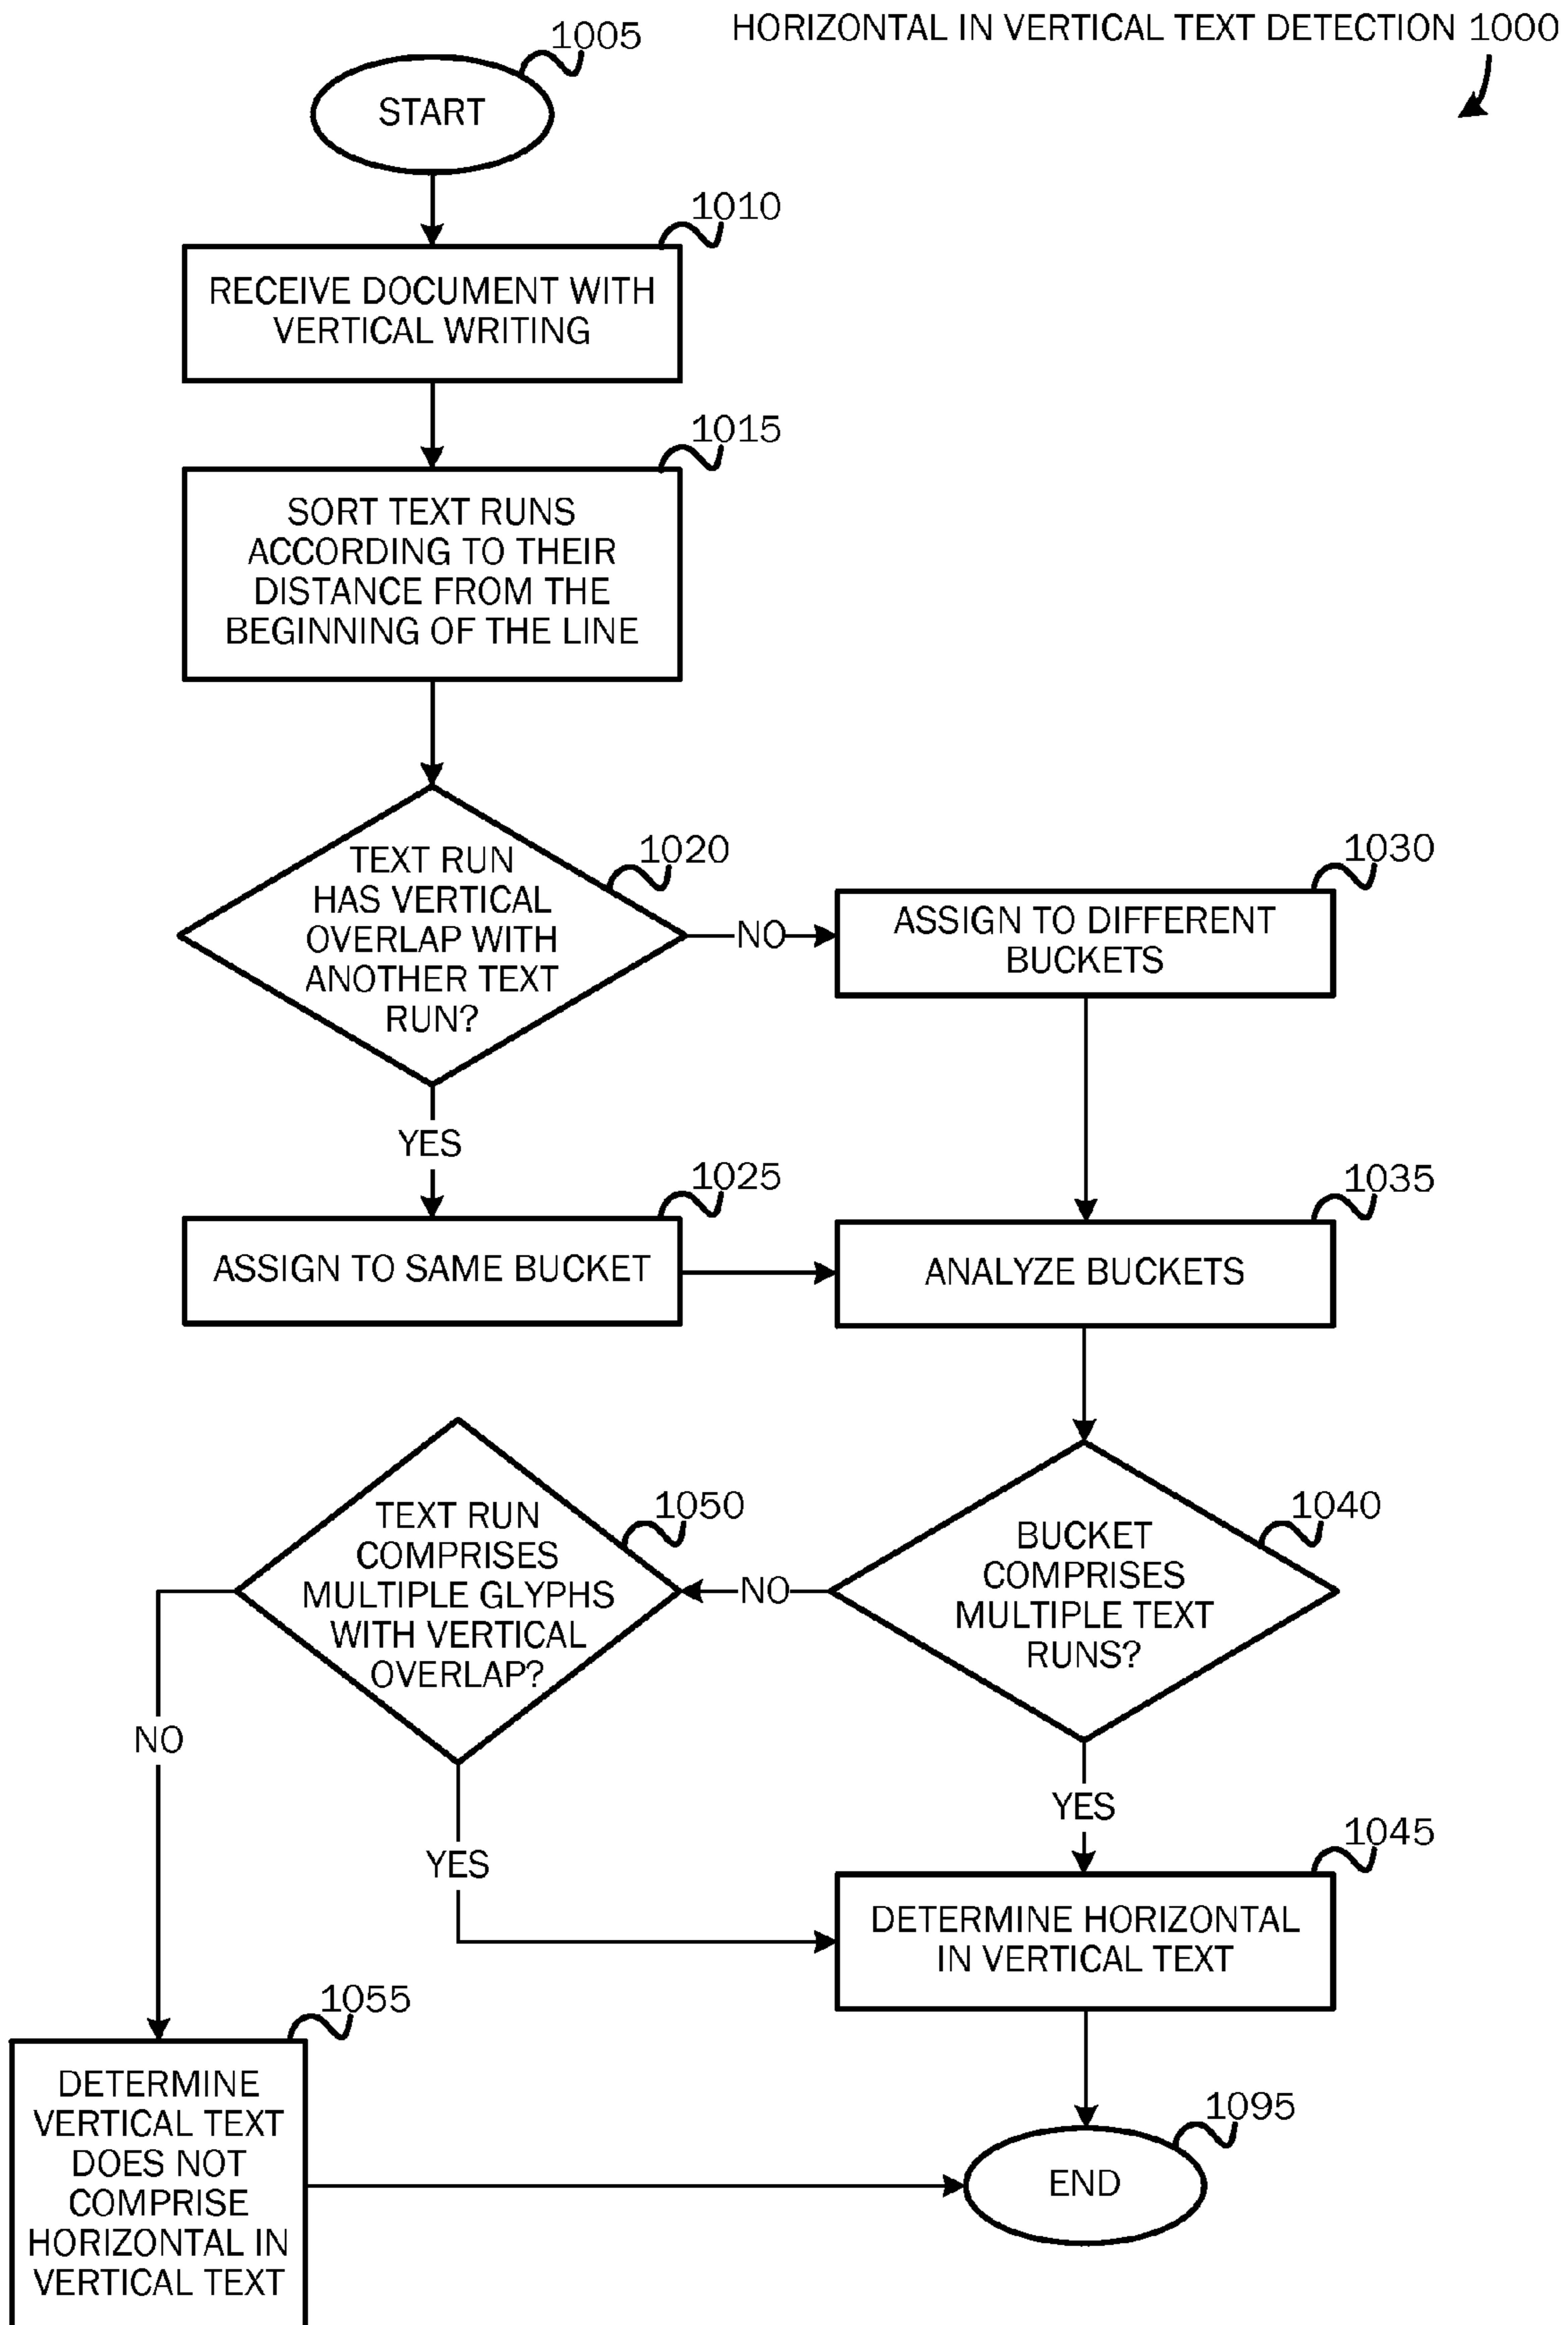 HORIZONTAL IN VERTICAL TEXT DETECTION 1000
1005
START
1010
RECEIVE DOCUMENT WITH
VERTICAL WRITING
1015
SORT TEXT RUNS
ACCORDING TO THEIR
DISTANCE FROM THE
BEGINNING OF THE LINE
1020
TEXT RUN
HAS VERTICAL
OVERLAP WITH
ANOTHER TEXT
RUN?
NO
1030
ASSIGN TO DIFFERENT
BUCKETS
YES
1025
ASSIGN TO SAME BUCKET
1035
ANALYZE BUCKETS
1040
BUCKET
COMPRISES
MULTIPLE TEXT
RUNS?
NO
1050
TEXT RUN
COMPRISES
MULTIPLE GLYPHS
WITH VERTICAL
OVERLAP?
NO
YES
YES
1045
DETERMINE HORIZONTAL
IN VERTICAL TEXT
1055
DETERMINE
VERTICAL TEXT
DOES NOT
COMPRISE
HORIZONTAL IN
VERTICAL TEXT
1095
END